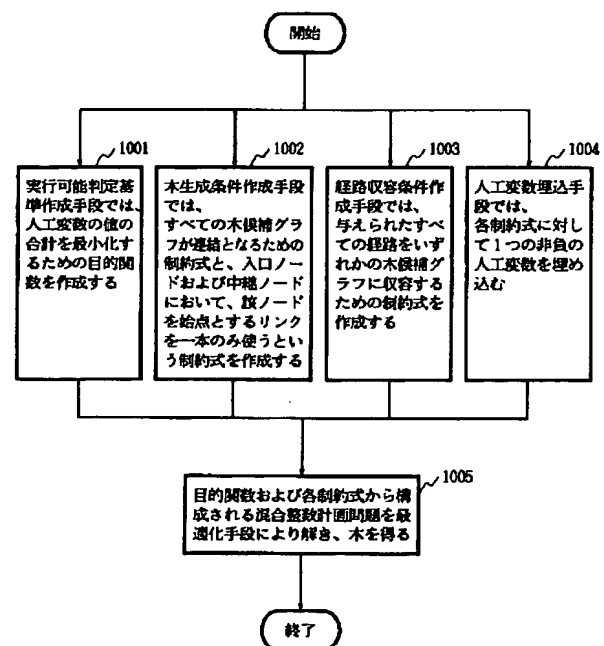 開始
1001
実行可能判定基
準作成手段では、
人工変数の値の
合計を最小化す
るための目的関
数を作成する
1002
木生成条件作成手段
では、
すべての木候補グラ
フが連結となるための
制約式と、入口ノー
ドおよび中継ノード
において、該ノード
を始点とするリンク
を一本のみ使うとい
う制約式を作成する
1003
経路収容条件作
成手段では、
与えられたすべ
ての経路をいず
れかの木候補グ
ラフに収容する
ための制約式を
作成する
1004
人工変数埋込手
段では、
各制約式に対し
て1つの非負の
人工変数を埋め
込む
1005
目的関数および各制約式から構
成される混合整数計画問題を最
適化手段により解き、木を得る
終了